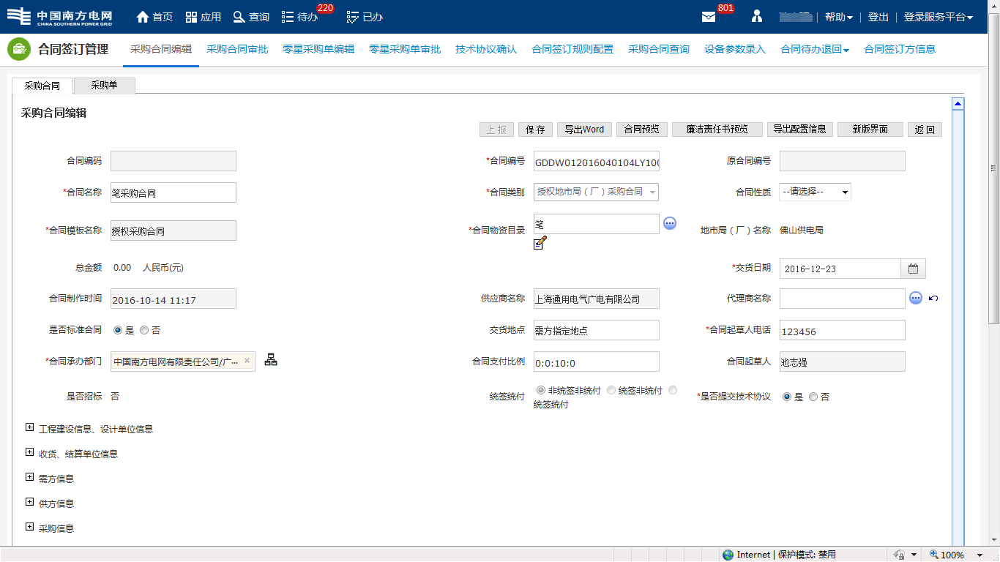 中国南方电网
CHINA SOUTHERN POWER GRID
首页 应用 查询 待办 220 已办 801 帮助 登出 登录服务平台
合同签订管理 采购合同编辑 采购合同审批 零星采购单编辑 零星采购单审批 技术协议确认 合同签订规则配置 采购合同查询 设备参数录入 合同待办退回 合同签订方信息
采购合同 采购单
采购合同编辑
上报 保存 导出Word 合同预览 廉洁责任书预览 导出配置信息 新版界面 返回
合同编码 *合同编号 GDDW012016040104LY100 原合同编号
*合同名称 笔采购合同 *合同类别 授权地市局（厂）采购合同 合同性质 --请选择--
*合同模板名称 授权采购合同 *合同物资目录 笔 地市局（厂）名称 佛山供电局
总金额 0.00 人民币(元) *交货日期 2016-12-23
合同制作时间 2016-10-14 11:17 供应商名称 上海通用电气广电有限公司 代理商名称
是否标准合同 是 否 交货地点 需方指定地点 *合同起草人电话 123456
*合同承办部门 中国南方电网有限责任公司/广... × 合同支付比例 0:0:10:0 合同起草人 池志强
是否招标 否 统签统付 非统签非统付 统签非统付 *是否提交技术协议 是 否
统签统付
工程建设信息、设计单位信息
收货、结算单位信息
需方信息
供方信息
采购信息
Internet | 保护模式: 禁用 100%